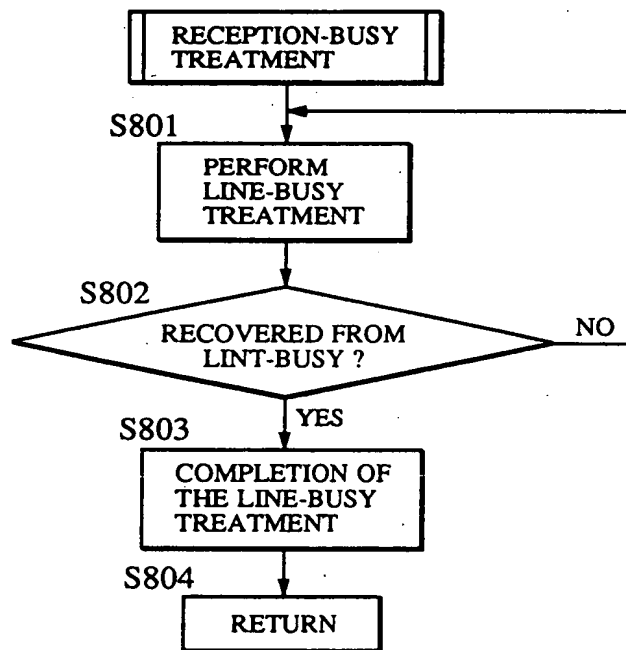 RECEPTION-BUSY
TREATMENT
S801
PERFORM
LINE-BUSY
TREATMENT
S802
RECOVERED FROM
LINT-BUSY ?
NO
YES
S803
COMPLETION OF
THE LINE-BUSY
TREATMENT
S804
RETURN